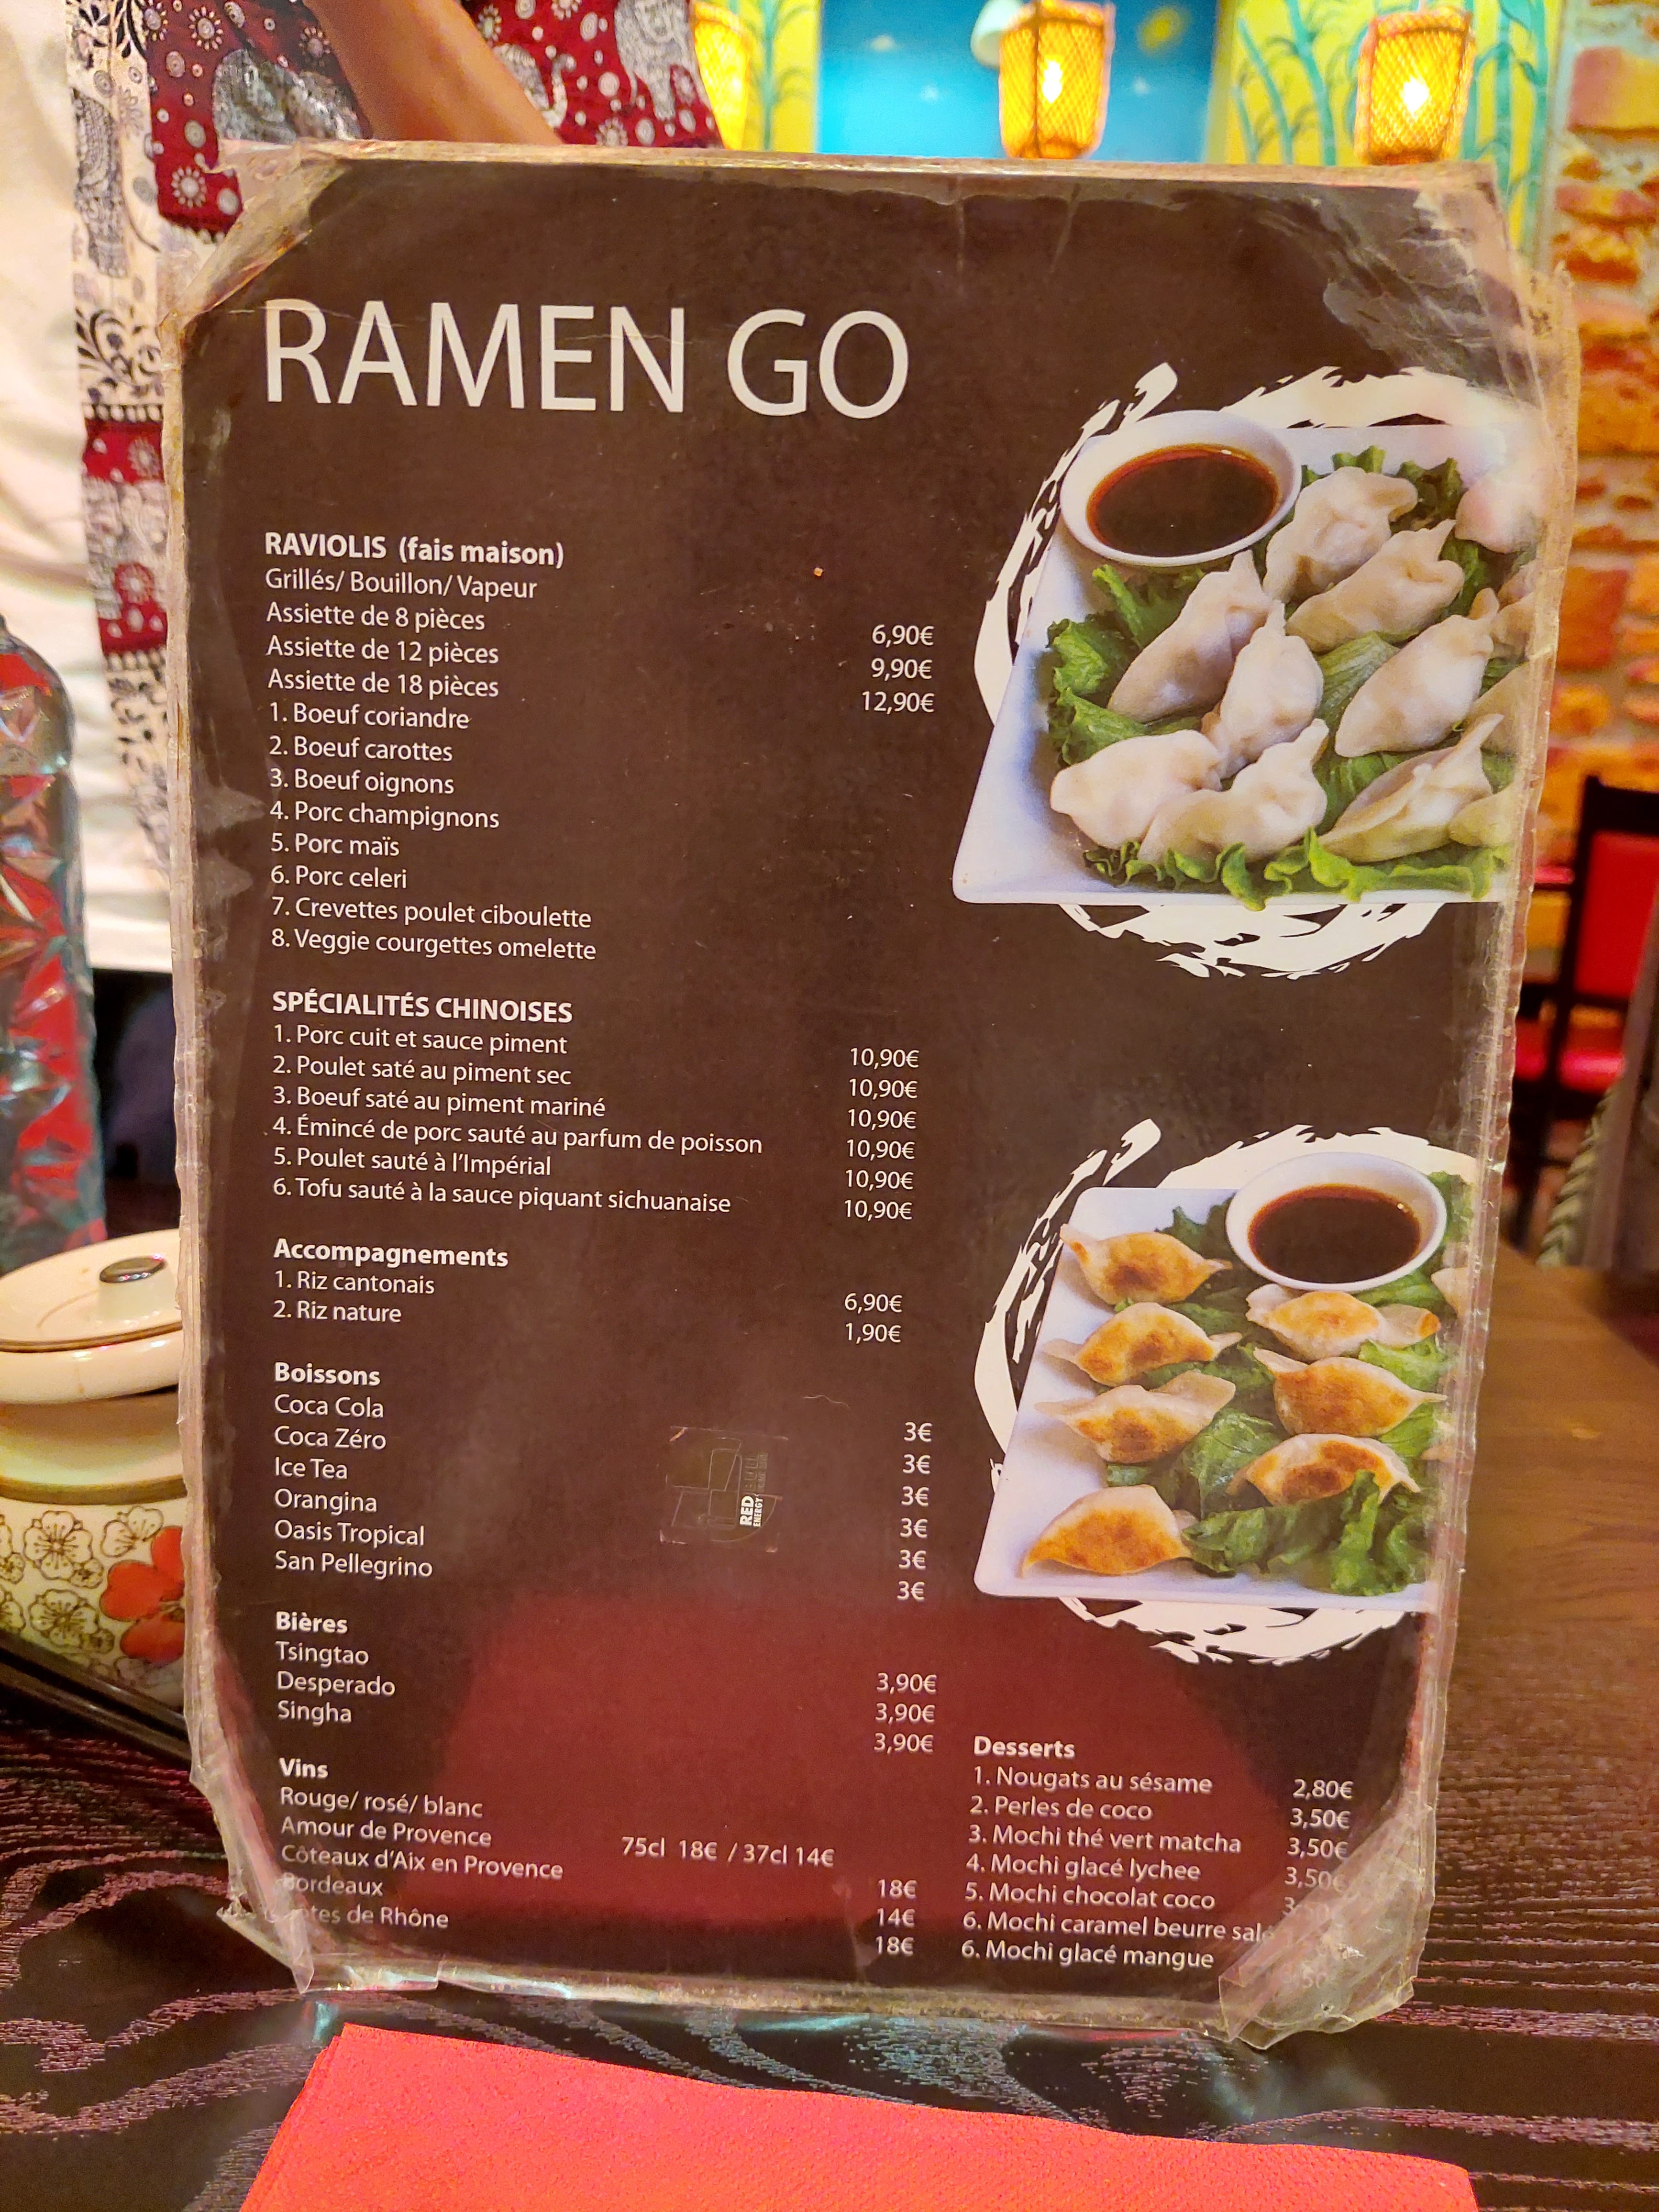 RAMEN GO
RAVIOLIS (fais maison)
Grillés/ Bouillon/ Vapeur
Assiette de 8 pièces 6,90€
Assiette de 12 pièces 9,90€
Assiette de 18 pièces 12,90€
1. Boeuf coriandre
2. Boeuf carottes
3. Boeuf oignons
4. Porc champignons
5. Porc maïs
6. Porc celeri
7. Crevettes poulet ciboulette
8. Veggie courgettes omelette
SPÉCIALITÉS CHINOISES
1. Porc cuit et sauce piment 10,90€
2. Poulet saté au piment sec 10,90€
3. Boeuf saté au piment mariné 10,90€
4. Émincé de porc sauté au parfum de poisson 10,90€
5. Poulet sauté à l'Impérial 10,90€
6. Tofu sauté à la sauce piquant sichuanaise 10,90€
Accompagnements
1. Riz cantonais 6,90€
2. Riz nature 1,90€
Boissons
Coca Cola 3€
Coca Zéro 3€
Ice Tea 3€
Orangina 3€
Oasis Tropical 3€
San Pellegrino 3€
RED
ENERGY
Bières
Tsingtao 3,90€
Desperado 3,90€
Singha 3,90€
Vins
Rouge/ rosé/ blanc
Amour de Provence 75cl 18€ / 37cl 14€
Côteaux d'Aix en Provence 18€
Bordeaux 14€
de Rhône 18€
Desserts
1. Nougats au sésame 2,80€
2. Perles de coco 3,50€
3. Mochi thé vert matcha 3,50€
4. Mochi glacé lychee 3,50€
5. Mochi chocolat coco
6. Mochi caramel beurre salé
6. Mochi glacé mangue